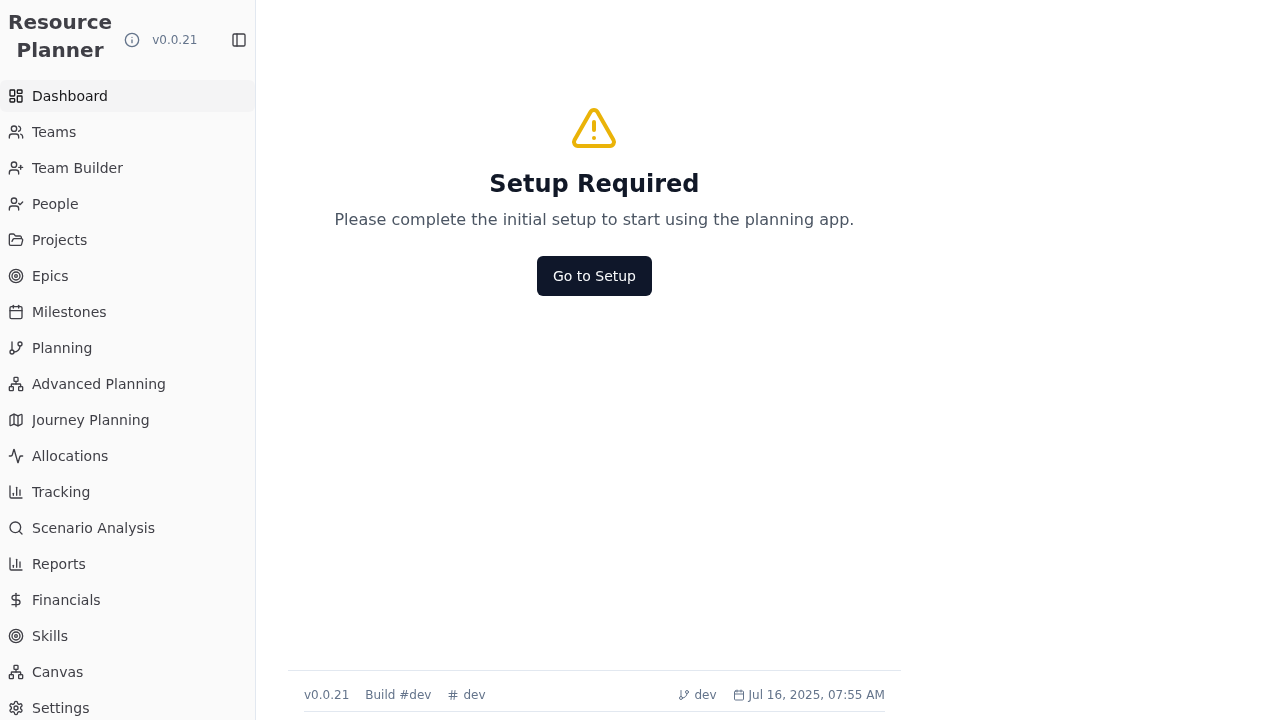 Resource
Planner
v0.0.21
Dashboard
Teams
Team Builder
People
Projects
Epics
Milestones
Planning
Advanced Planning
Journey Planning
Allocations
Tracking
Scenario Analysis
Reports
Financials
Skills
Canvas
Settings
Setup Required
Please complete the initial setup to start using the planning app.
Go to Setup
v0.0.21 Build #dev # dev dev Jul 16, 2025, 07:55 AM